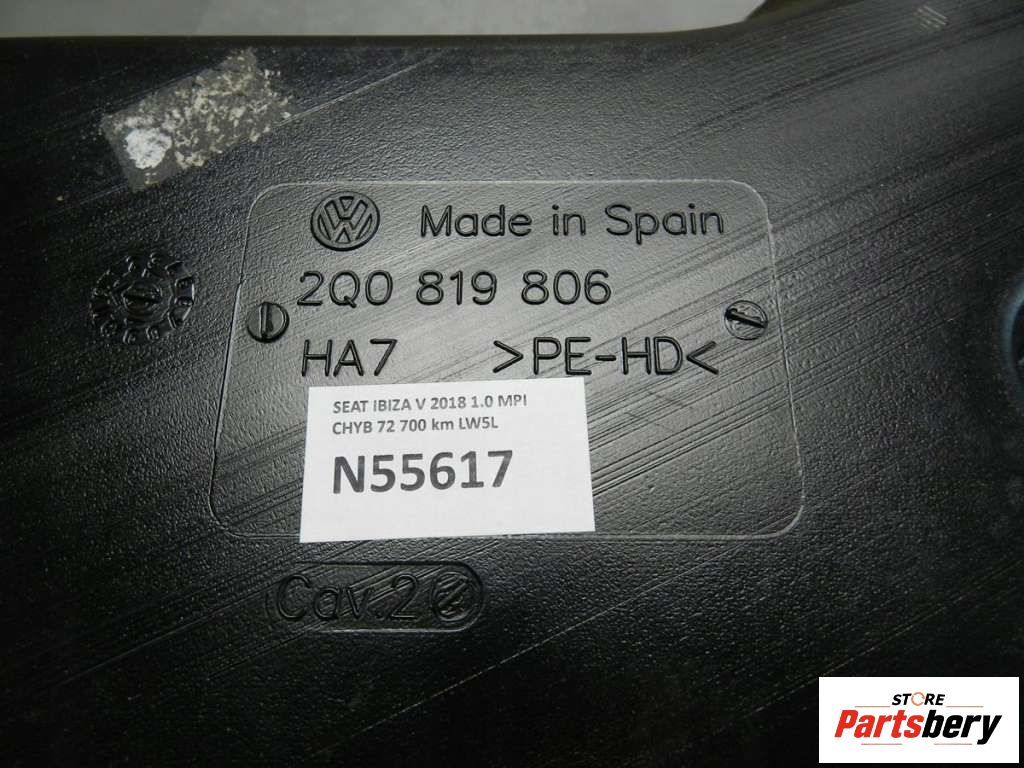 VW Made in Spain
2Q0 819 806
HA7 >PE-HD<
SEAT IBIZA V 2018 1.0 MPI
CHYB 72 700 km LW5L
N55617
Cav.2
STORE
Partsbery